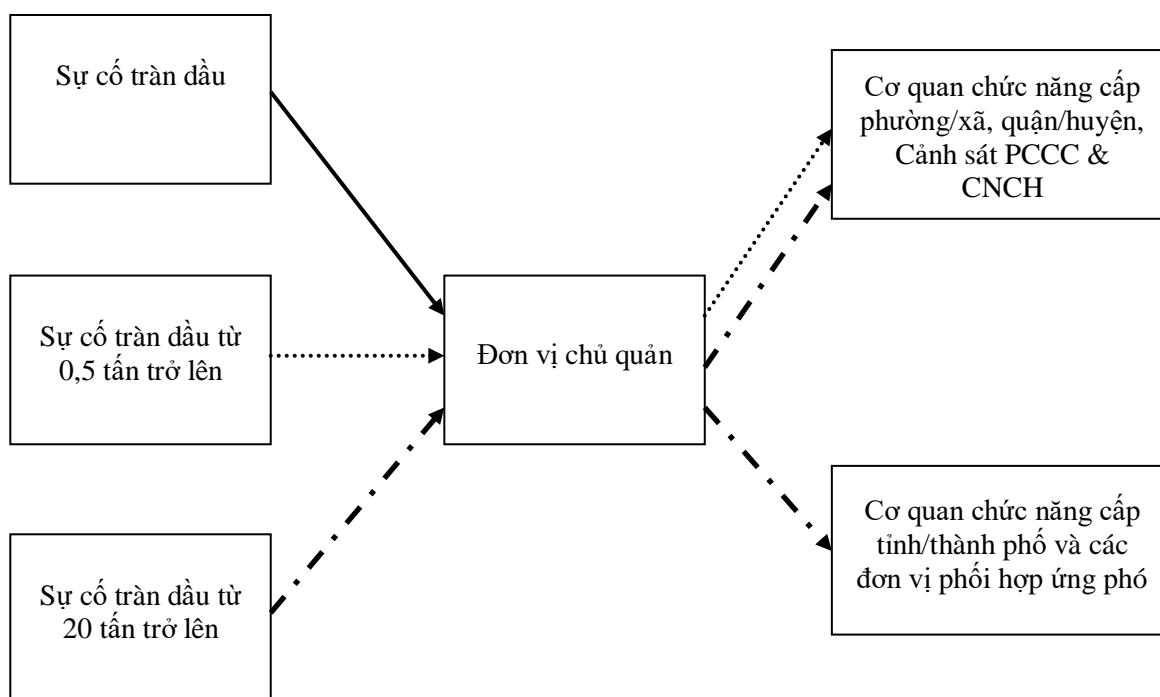 Sự cố tràn dầu
Cơ quan chức năng cấp
phường/xã, quận/huyện,
Cảnh sát PCCC &
CNCH
Sự cố tràn dầu từ
0,5 tấn trở lên
Đơn vị chủ quản
Cơ quan chức năng cấp
tỉnh/thành phố và các
đơn vị phối hợp ứng phó
Sự cố tràn dầu từ
20 tấn trở lên